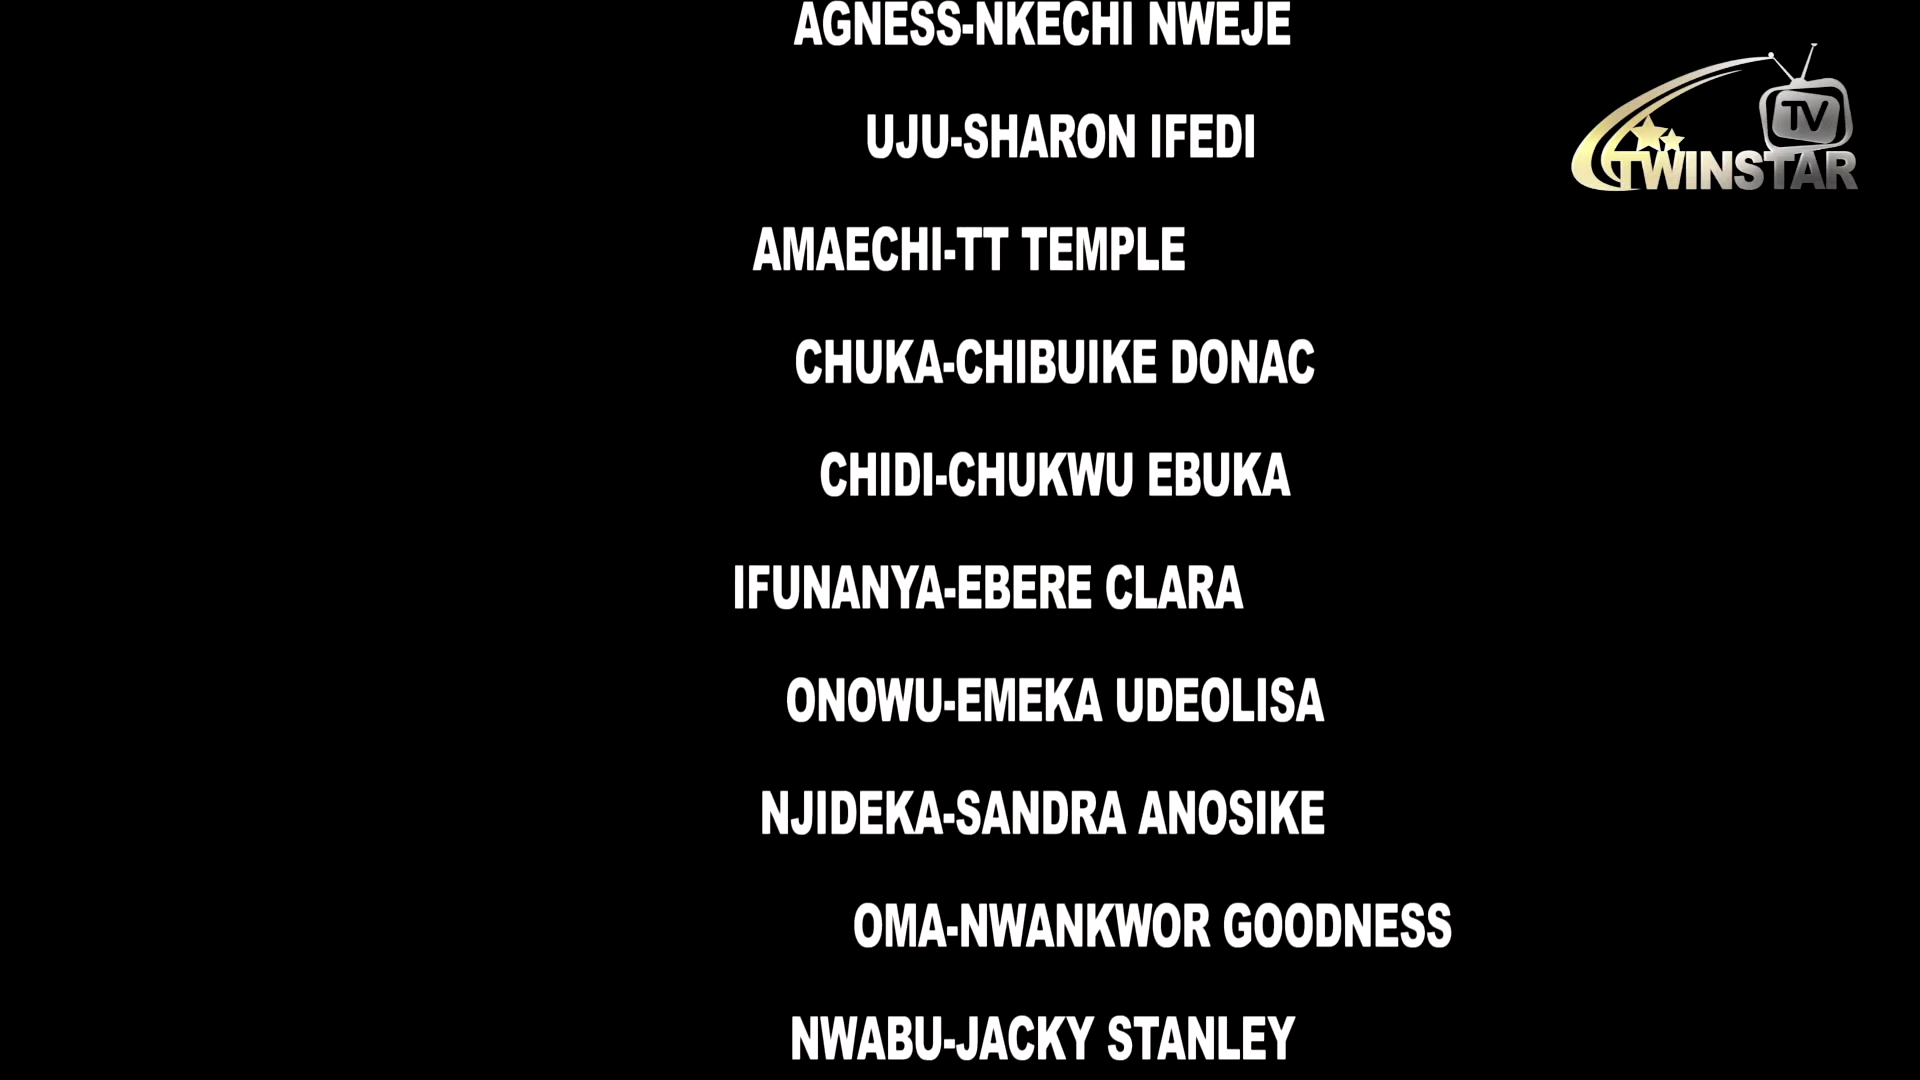 AGNESS-NKECHI NWEJE
UJU-SHARON IFEDI
AMAECHI-TT TEMPLE
CHUKA-CHIBUIKE DONAC
CHIDI-CHUKWU EBUKA
IFUNANYA-EBERE CLARA
ONOWU-EMEKA UDEOLISA
NJIDEKA-SANDRA ANOSIKE
OMA-NWANKWOR GOODNESS
NWABU-JACKY STANLEY
TV
TWINSTAR